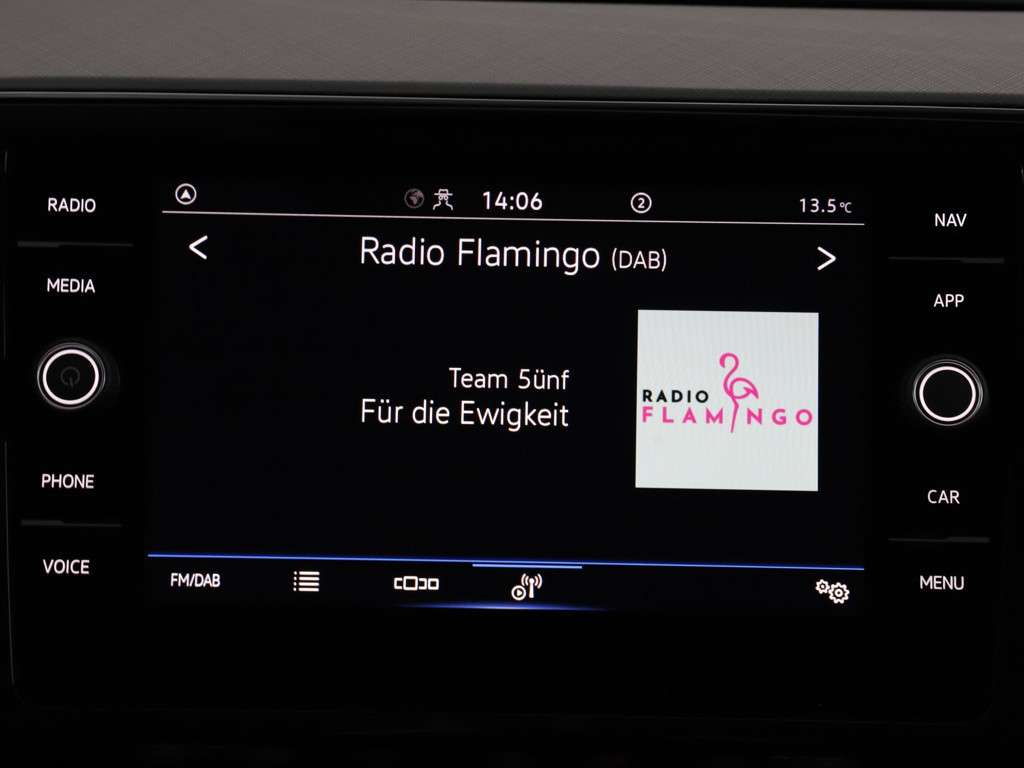 RADIO
MEDIA
PHONE
VOICE
14:06
2
13.5°C
Radio Flamingo (DAB)
Team 5ünf
Für die Ewigkeit
RADIO
FLAMINGO
FM/DAB
NAV
APP
CAR
MENU